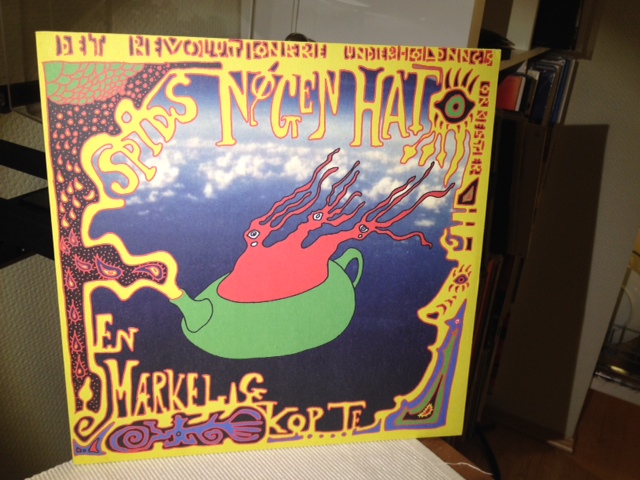 DET REVOLUTIONÆRE UNDERHOLDNINGS
ORKESTER
SPIDS NØGEN HAT
EN
MÆRKELIG
KOP TE